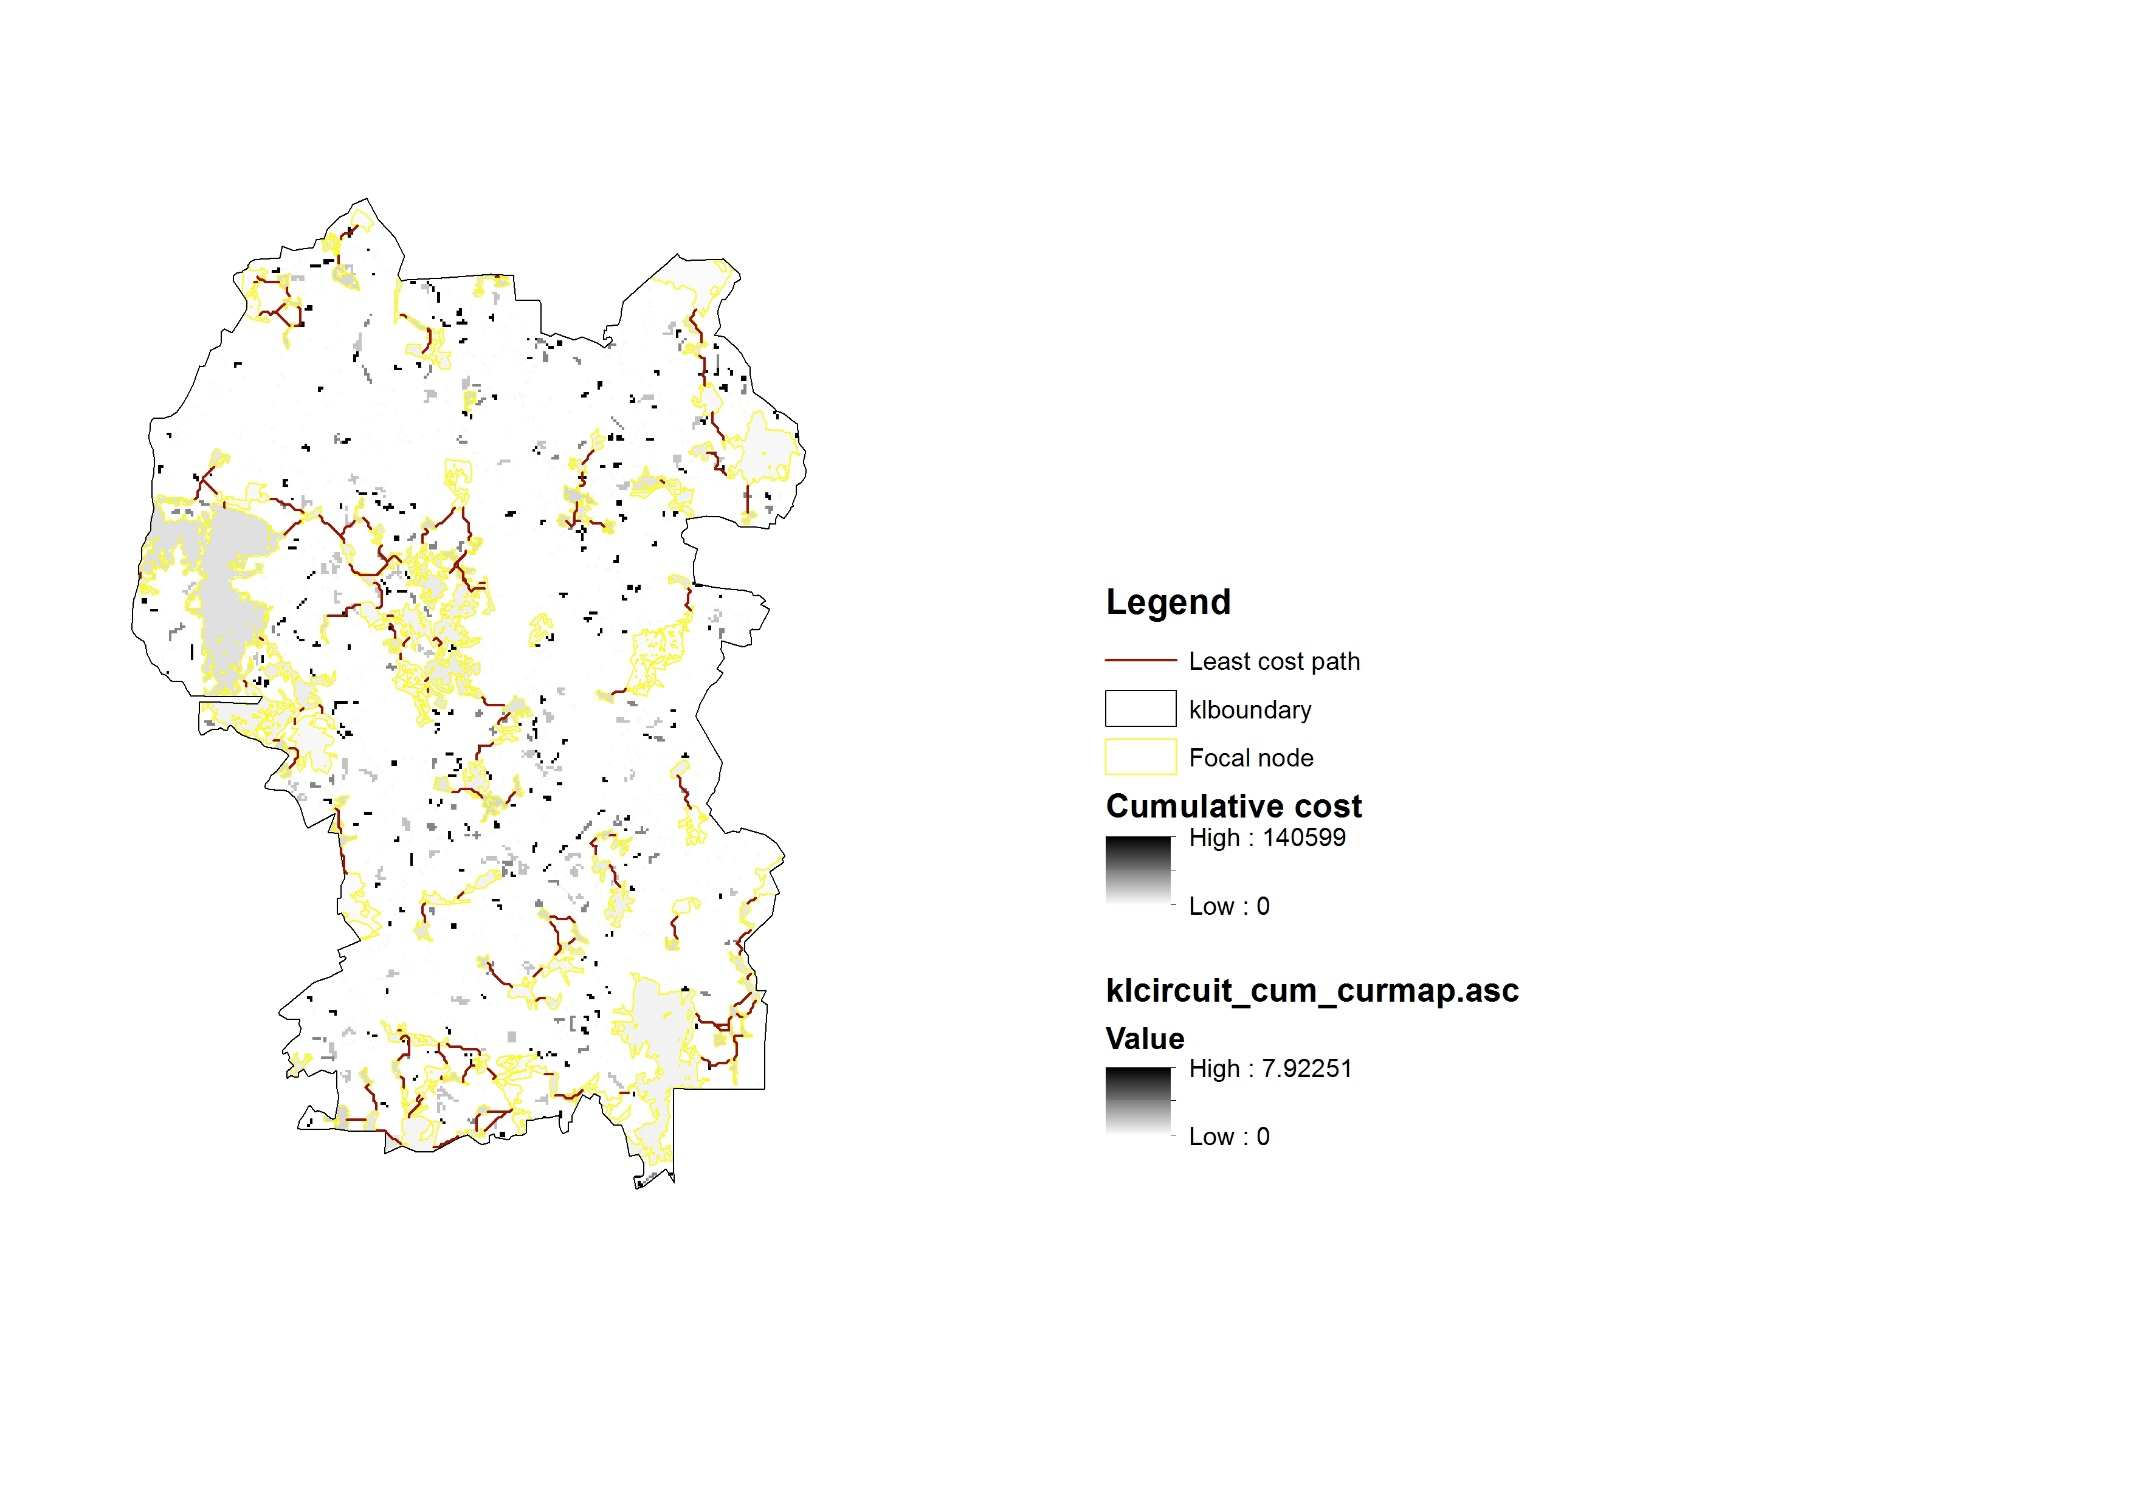 Legend
Least cost path
klboundary
Focal node
Cumulative cost
High : 140599
Low : 0
klcircuit_cum_curmap.asc
Value
High : 7.92251
Low : 0